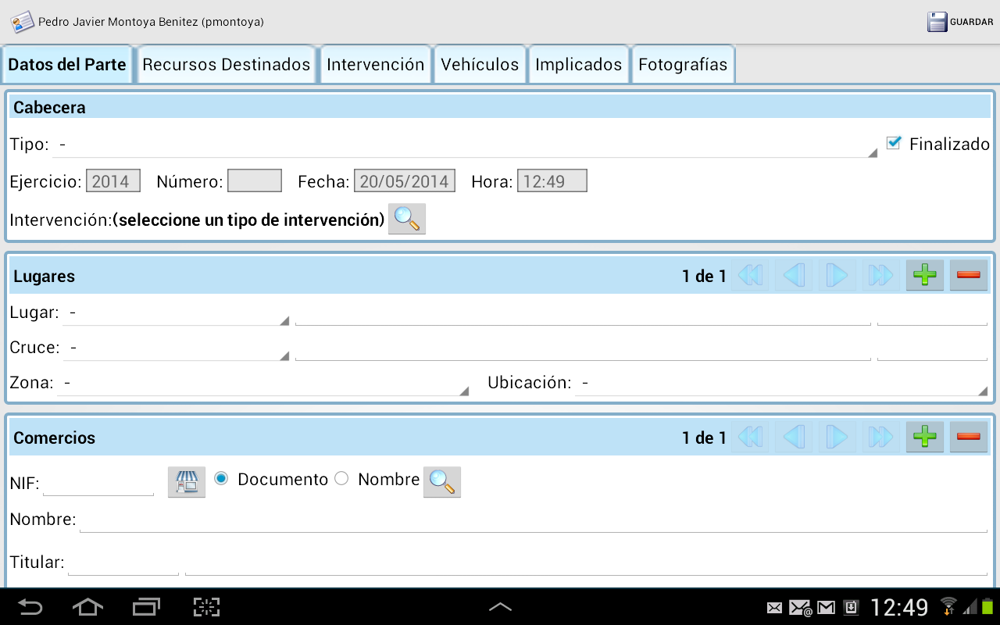 Pedro Javier Montoya Benitez (pmontoya) GUARDAR
Datos del Parte Recursos Destinados Intervención Vehículos Implicados Fotografías
Cabecera
Tipo: - Finalizado
Ejercicio: 2014 Número: Fecha: 20/05/2014 Hora: 12:49
Intervención:(seleccione un tipo de intervención)
Lugares 1 de 1
Lugar: -
Cruce: -
Zona: - Ubicación: -
Comercios 1 de 1
NIF: Documento Nombre
Nombre:
Titular:
12:49